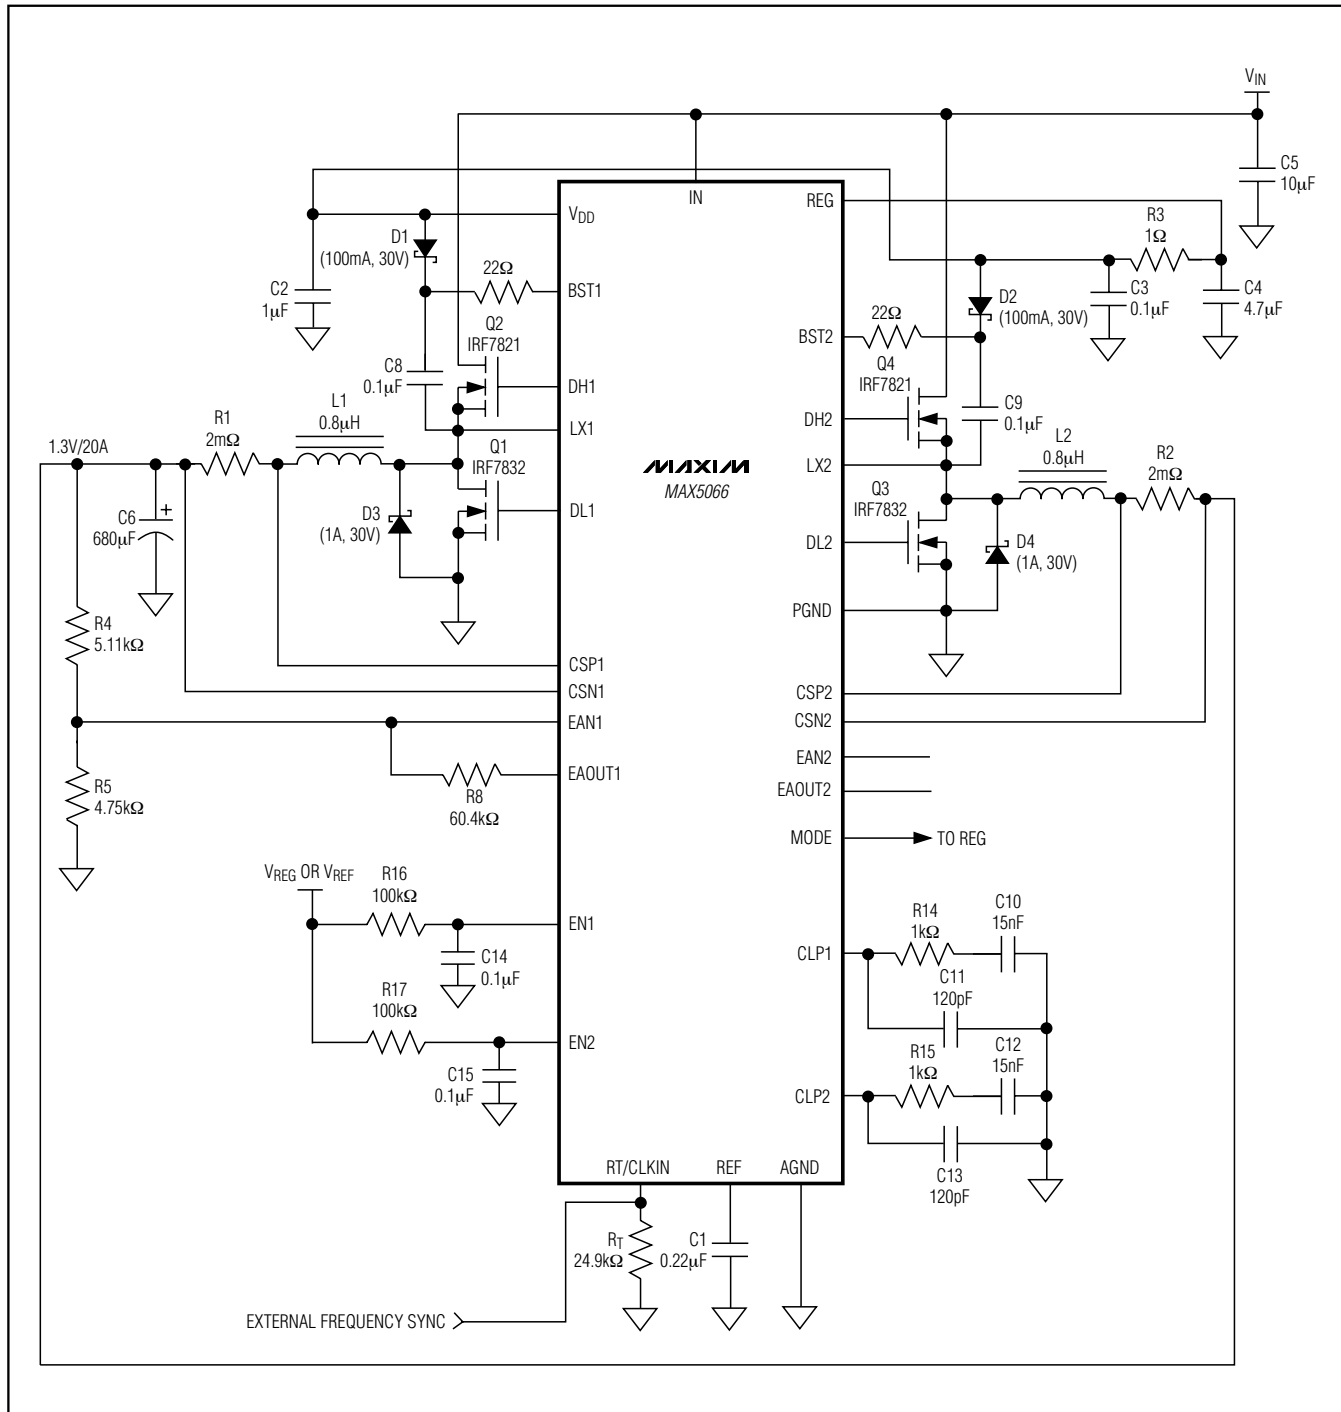 VIN
C5
10µF
IN
REG
VDD
D1
(100mA, 30V)
R3
1Ω
22Ω
BST1
C2
1µF
Q2
IRF7821
C8
0.1µF
DH1
LX1
D2
(100mA, 30V)
C3
0.1µF
C4
4.7µF
22Ω
BST2
Q4
IRF7821
DH2
C9
0.1µF
LX2
1.3V/20A
R1
2mΩ
L1
0.8µH
Q1
IRF7832
DL1
D3
(1A, 30V)
C6
680µF
MAXIM
MAX5066
L2
0.8µH
R2
2mΩ
Q3
IRF7832
DL2
D4
(1A, 30V)
PGND
R4
5.11kΩ
CSP1
CSN1
EAN1
EAOUT1
R8
60.4kΩ
R5
4.75kΩ
CSP2
CSN2
EAN2
EAOUT2
MODE
TO REG
VREG OR VREF
R16
100kΩ
EN1
C14
0.1µF
R17
100kΩ
EN2
C15
0.1µF
R14
1kΩ
C10
15nF
CLP1
C11
120pF
R15
1kΩ
C12
15nF
CLP2
C13
120pF
RT/CLKIN
REF
AGND
RT
24.9kΩ
C1
0.22µF
EXTERNAL FREQUENCY SYNC